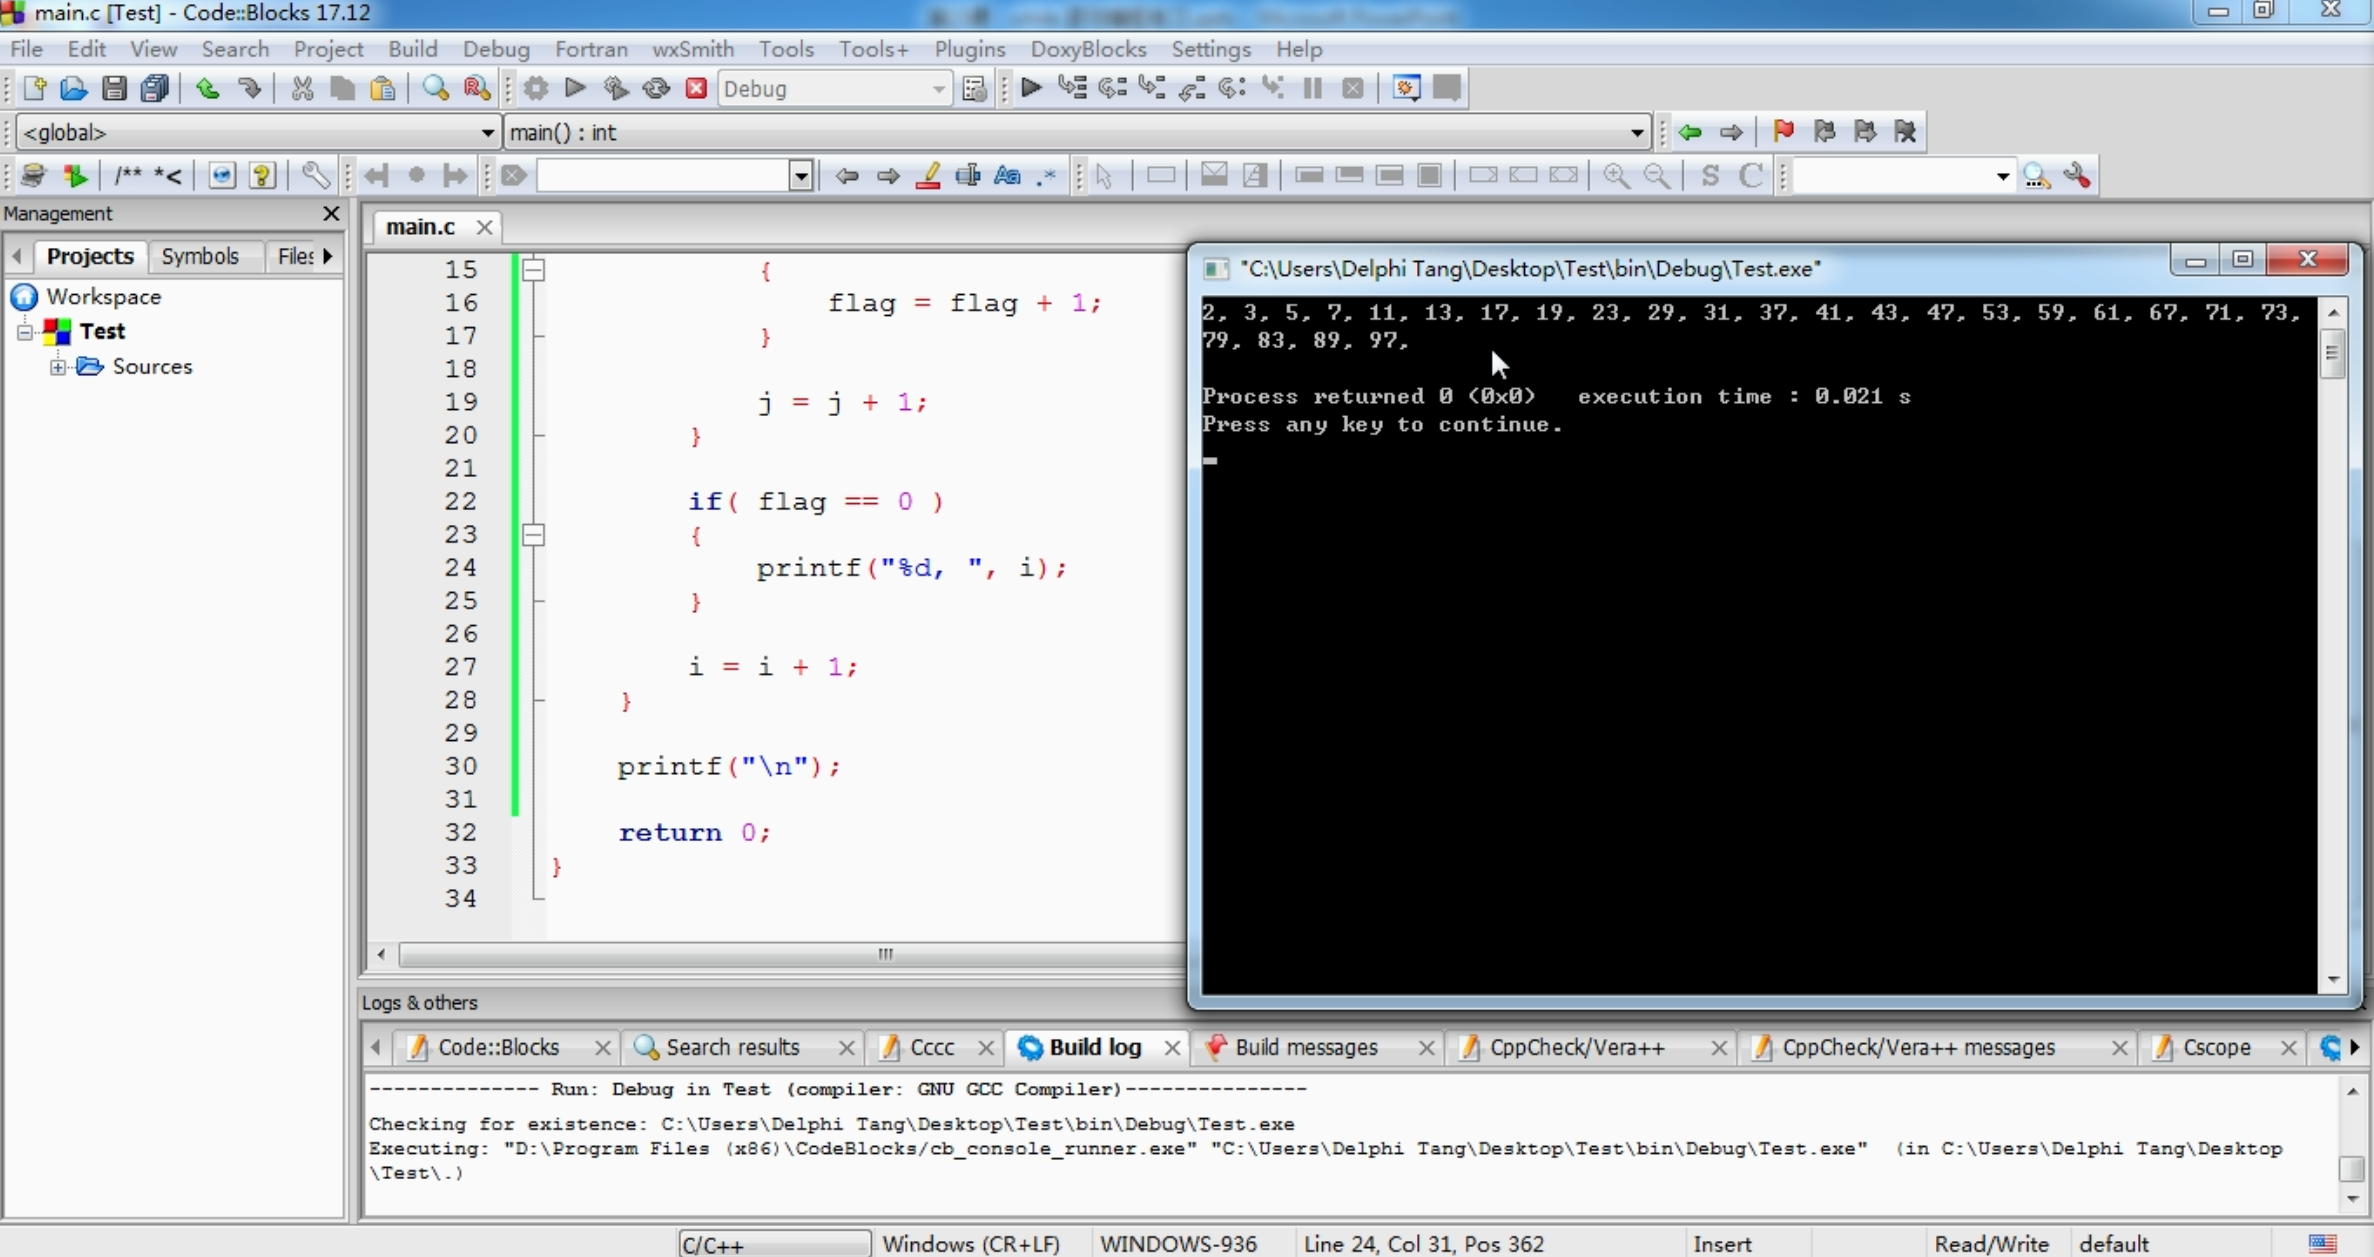 main.c [Test] - Code::Blocks 17.12
File Edit View Search Project Build Debug Fortran wxSmith Tools Tools+ Plugins DoxyBlocks Settings Help
Debug
<global> main() : int
/** *<
S C
Management
main.c
Projects Symbols Files
Workspace
Test
Sources
15 {
16 flag = flag + 1;
17 }
18
19 j = j + 1;
20 }
21
22 if( flag == 0 )
23 {
24 printf("%d, ", i);
25 }
26
27 i = i + 1;
28 }
29
30 printf("\n");
31
32 return 0;
33 }
34
"C:\Users\Delphi Tang\Desktop\Test\bin\Debug\Test.exe"
2, 3, 5, 7, 11, 13, 17, 19, 23, 29, 31, 37, 41, 43, 47, 53, 59, 61, 67, 71, 73,
79, 83, 89, 97,
Process returned 0 (0x0) execution time : 0.021 s
Press any key to continue.
Logs & others
Code::Blocks Search results Cccc Build log Build messages CppCheck/Vera++ CppCheck/Vera++ messages Cscope
-------------- Run: Debug in Test (compiler: GNU GCC Compiler)---------------
Checking for existence: C:\Users\Delphi Tang\Desktop\Test\bin\Debug\Test.exe
Executing: "D:\Program Files (x86)\CodeBlocks/cb_console_runner.exe" "C:\Users\Delphi Tang\Desktop\Test\bin\Debug\Test.exe" (in C:\Users\Delphi Tang\Desktop
\Test\.)
C/C++ Windows (CR+LF) WINDOWS-936 Line 24, Col 31, Pos 362 Insert Read/Write default